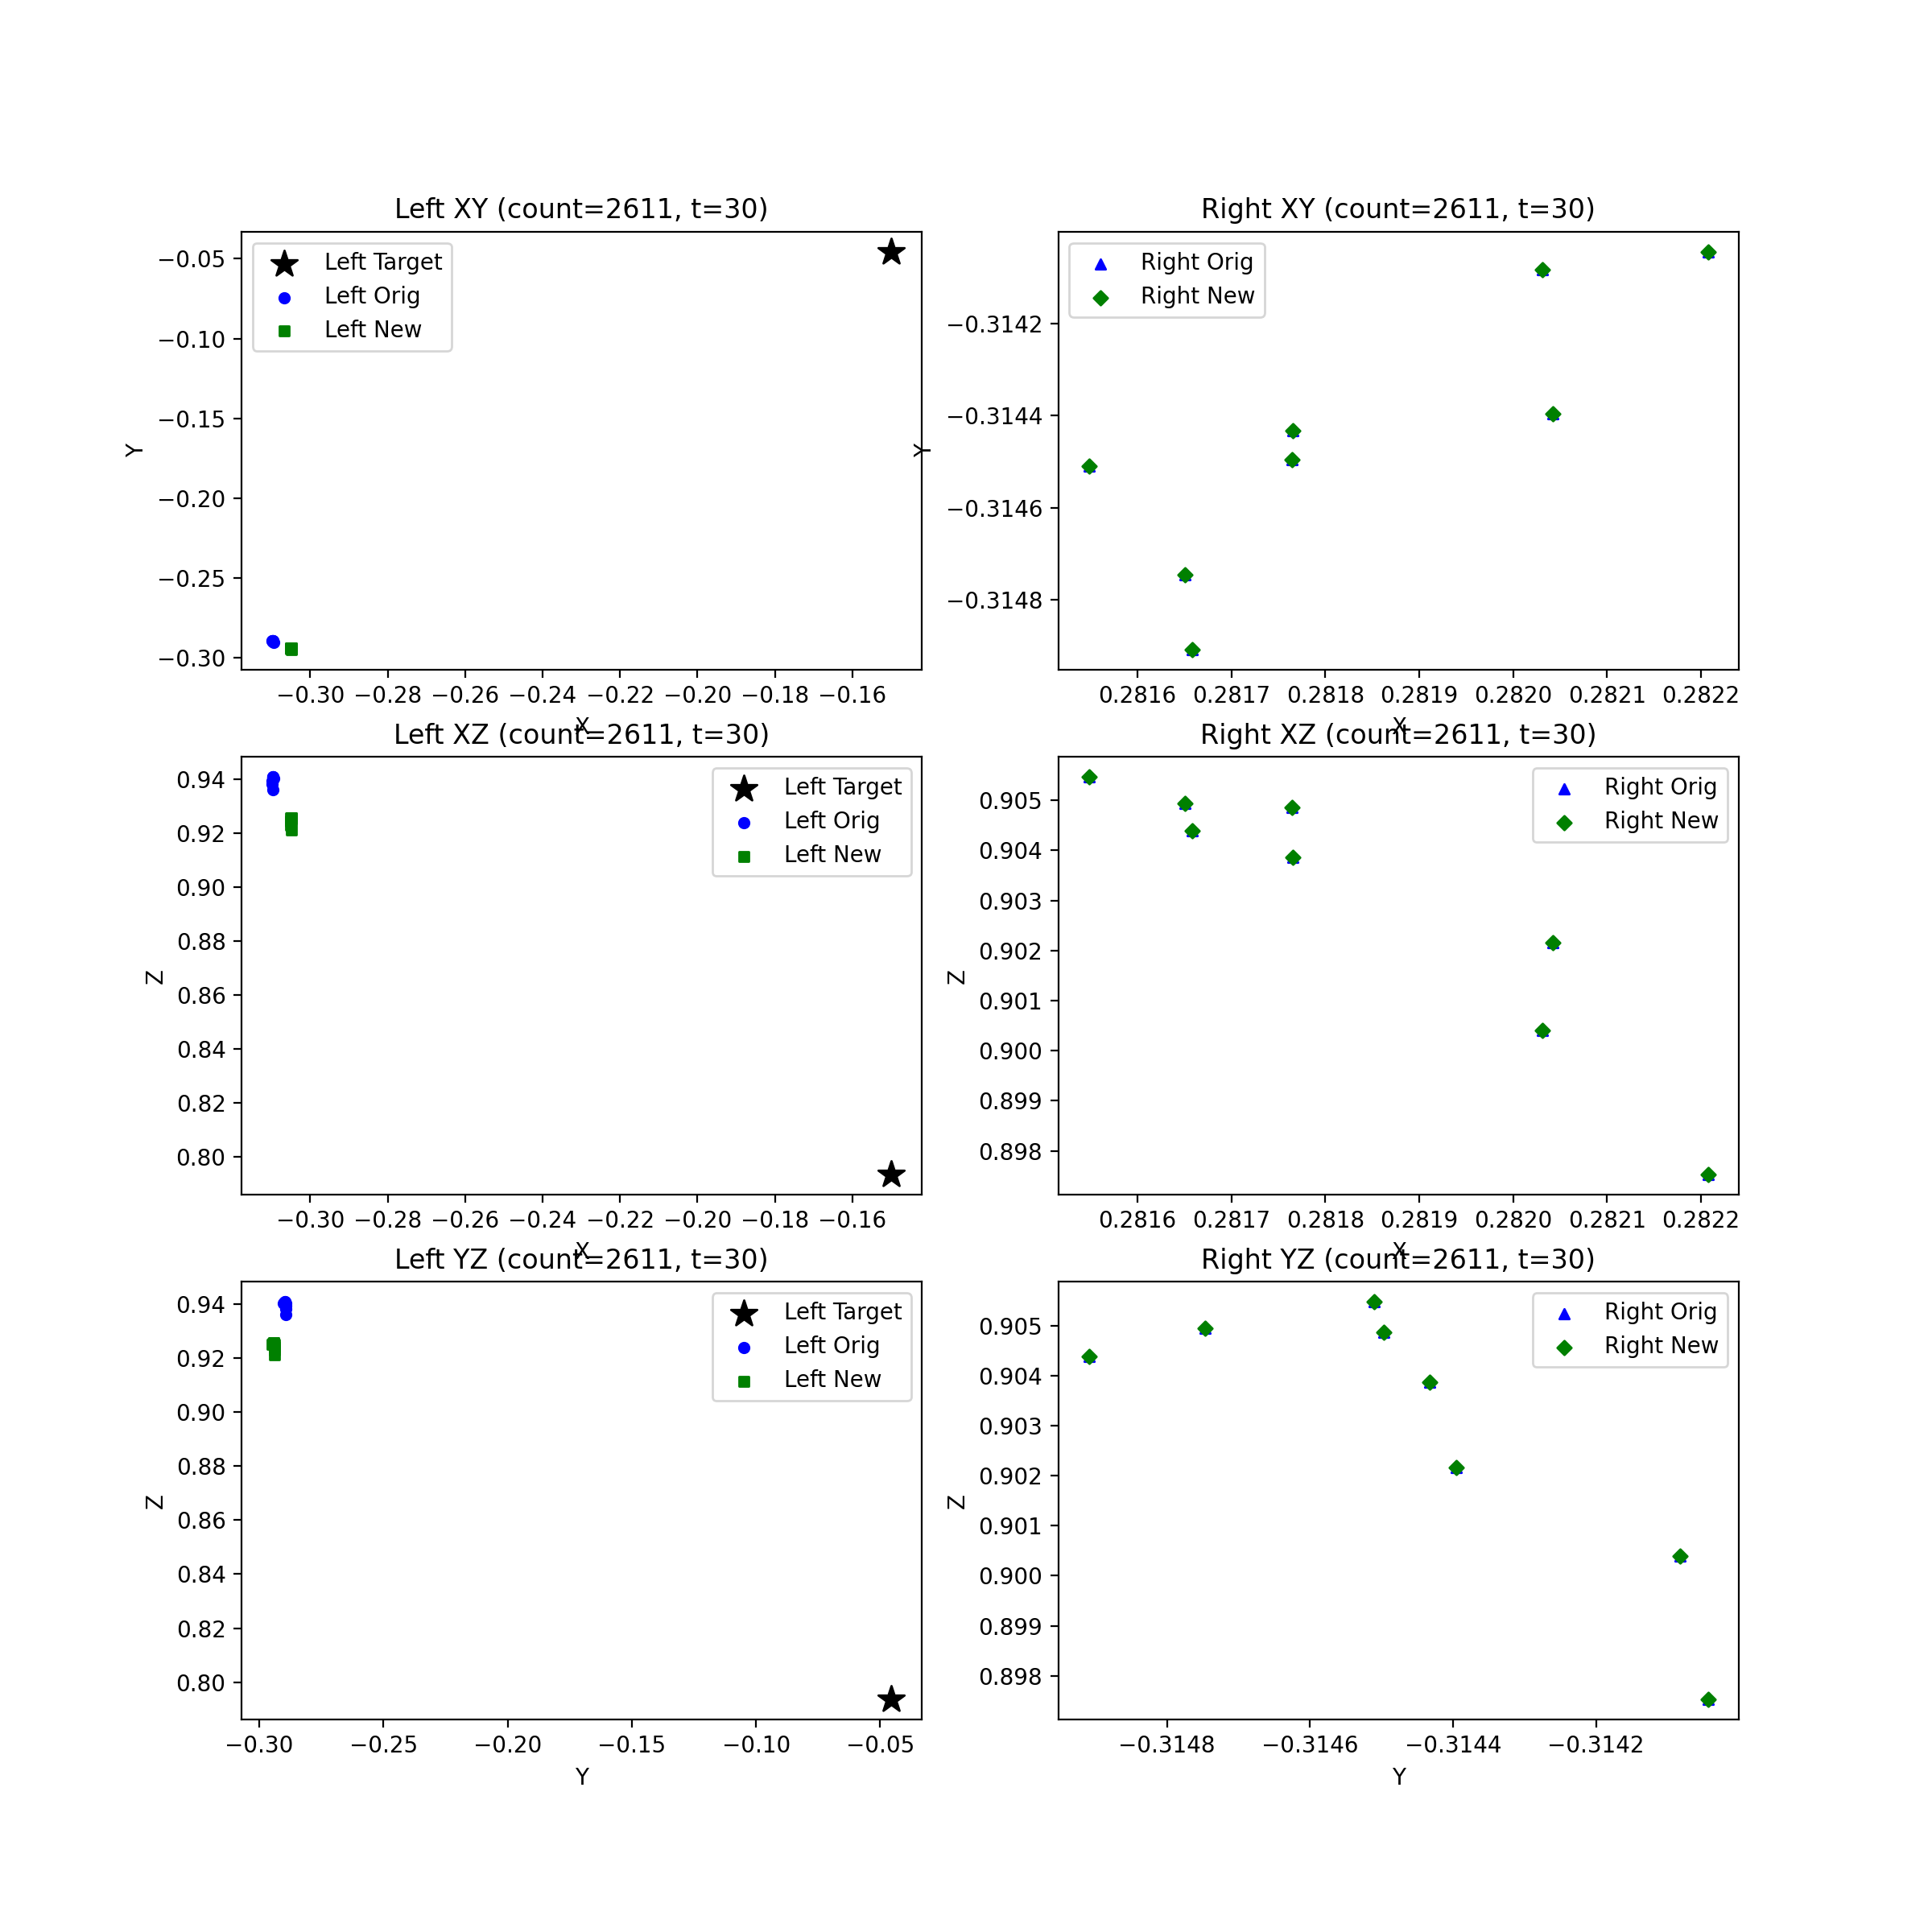 Left XY (count=2611, t=30)
Left Target
Left Orig
Left New
−0.05
−0.10
−0.15
−0.20
−0.25
−0.30
Y
−0.30
−0.28
−0.26
−0.24
−0.22
−0.20
−0.18
−0.16
X
Right XY (count=2611, t=30)
Right Orig
Right New
−0.3142
−0.3144
−0.3146
−0.3148
Y
0.2816
0.2817
0.2818
0.2819
0.2820
0.2821
0.2822
X
Left XZ (count=2611, t=30)
Left Target
Left Orig
Left New
0.94
0.92
0.90
0.88
0.86
0.84
0.82
0.80
Z
−0.30
−0.28
−0.26
−0.24
−0.22
−0.20
−0.18
−0.16
X
Right XZ (count=2611, t=30)
Right Orig
Right New
0.905
0.904
0.903
0.902
0.901
0.900
0.899
0.898
Z
0.2816
0.2817
0.2818
0.2819
0.2820
0.2821
0.2822
X
Left YZ (count=2611, t=30)
Left Target
Left Orig
Left New
0.94
0.92
0.90
0.88
0.86
0.84
0.82
0.80
Z
−0.30
−0.25
−0.20
−0.15
−0.10
−0.05
Y
Right YZ (count=2611, t=30)
Right Orig
Right New
0.905
0.904
0.903
0.902
0.901
0.900
0.899
0.898
Z
−0.3148
−0.3146
−0.3144
−0.3142
Y